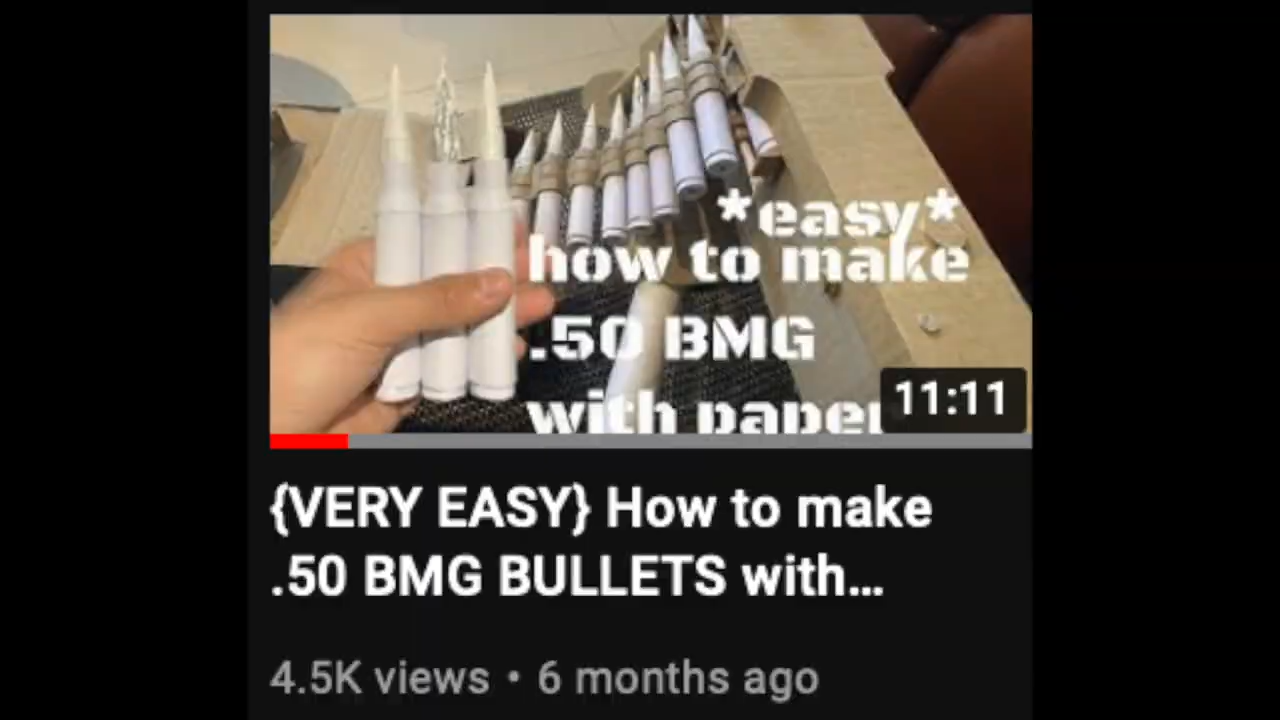 *easy*
how to make
.50 BMG
with paper
11:11
{VERY EASY} How to make
.50 BMG BULLETS with...
4.5K views • 6 months ago